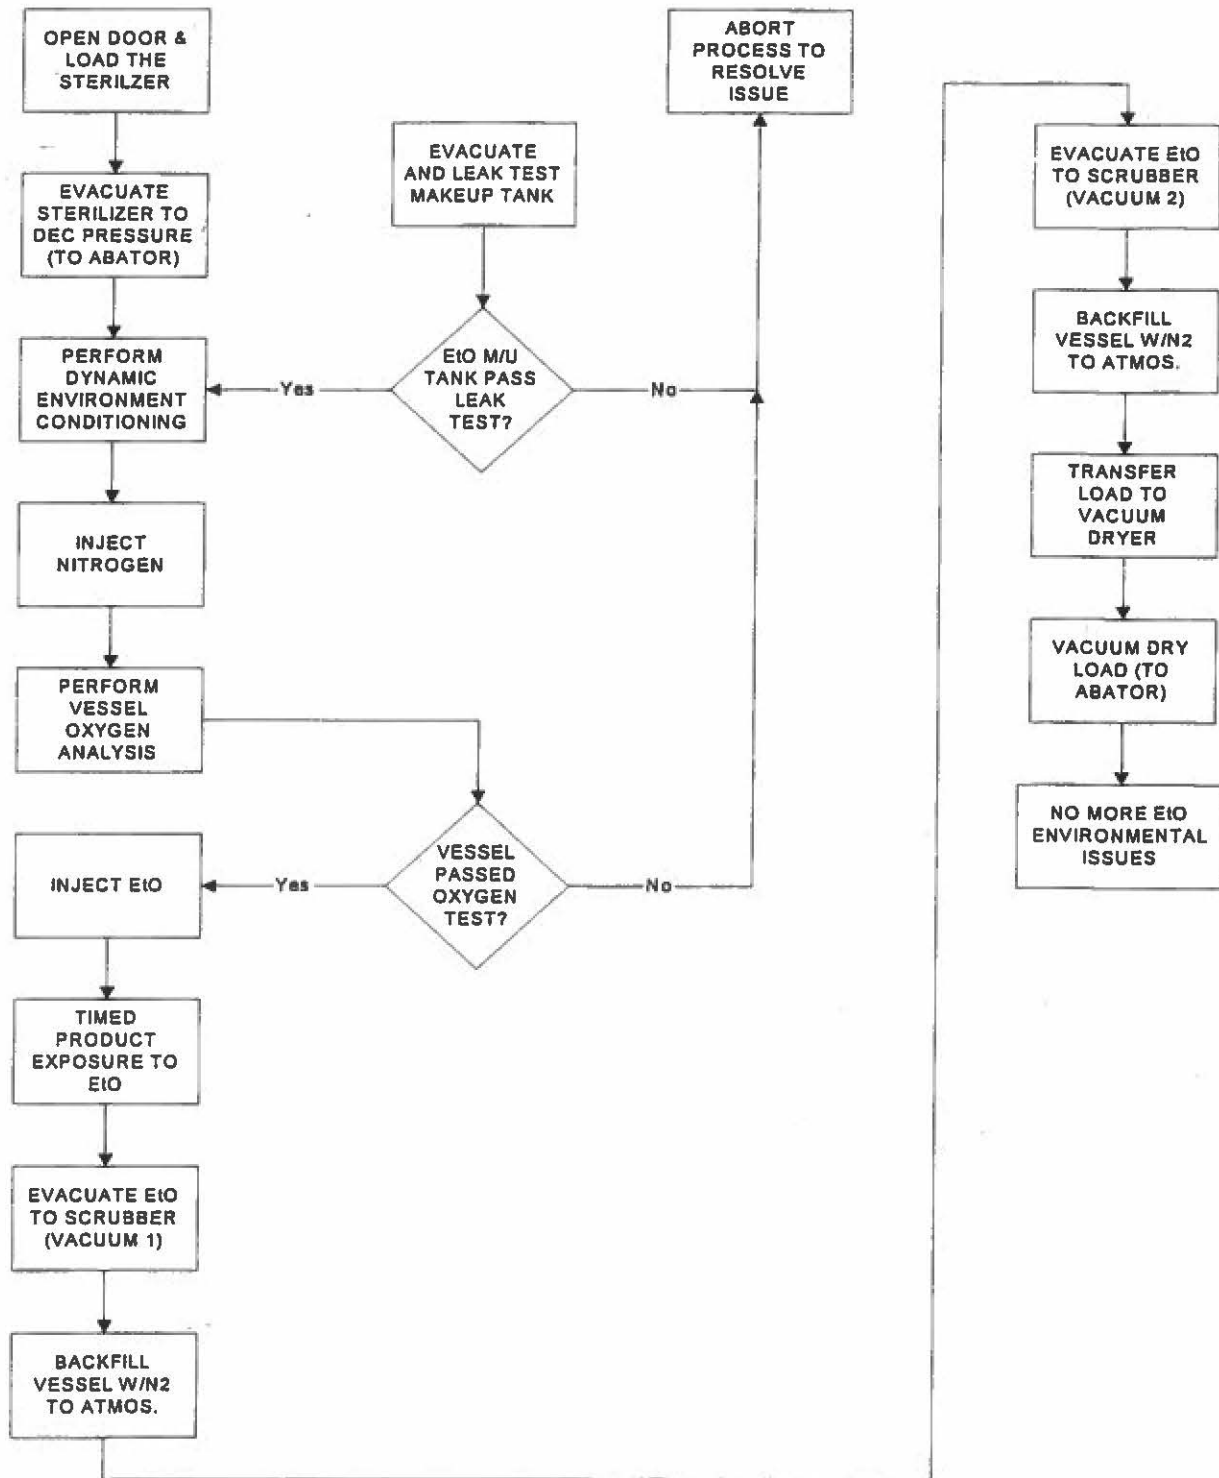 OPEN DOOR &
LOAD THE
STERILZER
EVACUATE
STERILIZER TO
DEC PRESSURE
(TO ABATOR)
PERFORM
DYNAMIC
ENVIRONMENT
CONDITIONING
INJECT
NITROGEN
PERFORM
VESSEL
OXYGEN
ANALYSIS
INJECT EtO
TIMED
PRODUCT
EXPOSURE TO
EtO
EVACUATE EtO
TO SCRUBBER
(VACUUM 1)
BACKFILL
VESSEL W/N2
TO ATMOS.
EVACUATE
AND LEAK TEST
MAKEUP TANK
EtO M/U
TANK PASS
LEAK
TEST?
Yes
No
VESSEL
PASSED
OXYGEN
TEST?
Yes
No
ABORT
PROCESS TO
RESOLVE
ISSUE
EVACUATE EtO
TO SCRUBBER
(VACUUM 2)
BACKFILL
VESSEL W/N2
TO ATMOS.
TRANSFER
LOAD TO
VACUUM
DRYER
VACUUM DRY
LOAD (TO
ABATOR)
NO MORE EtO
ENVIRONMENTAL
ISSUES